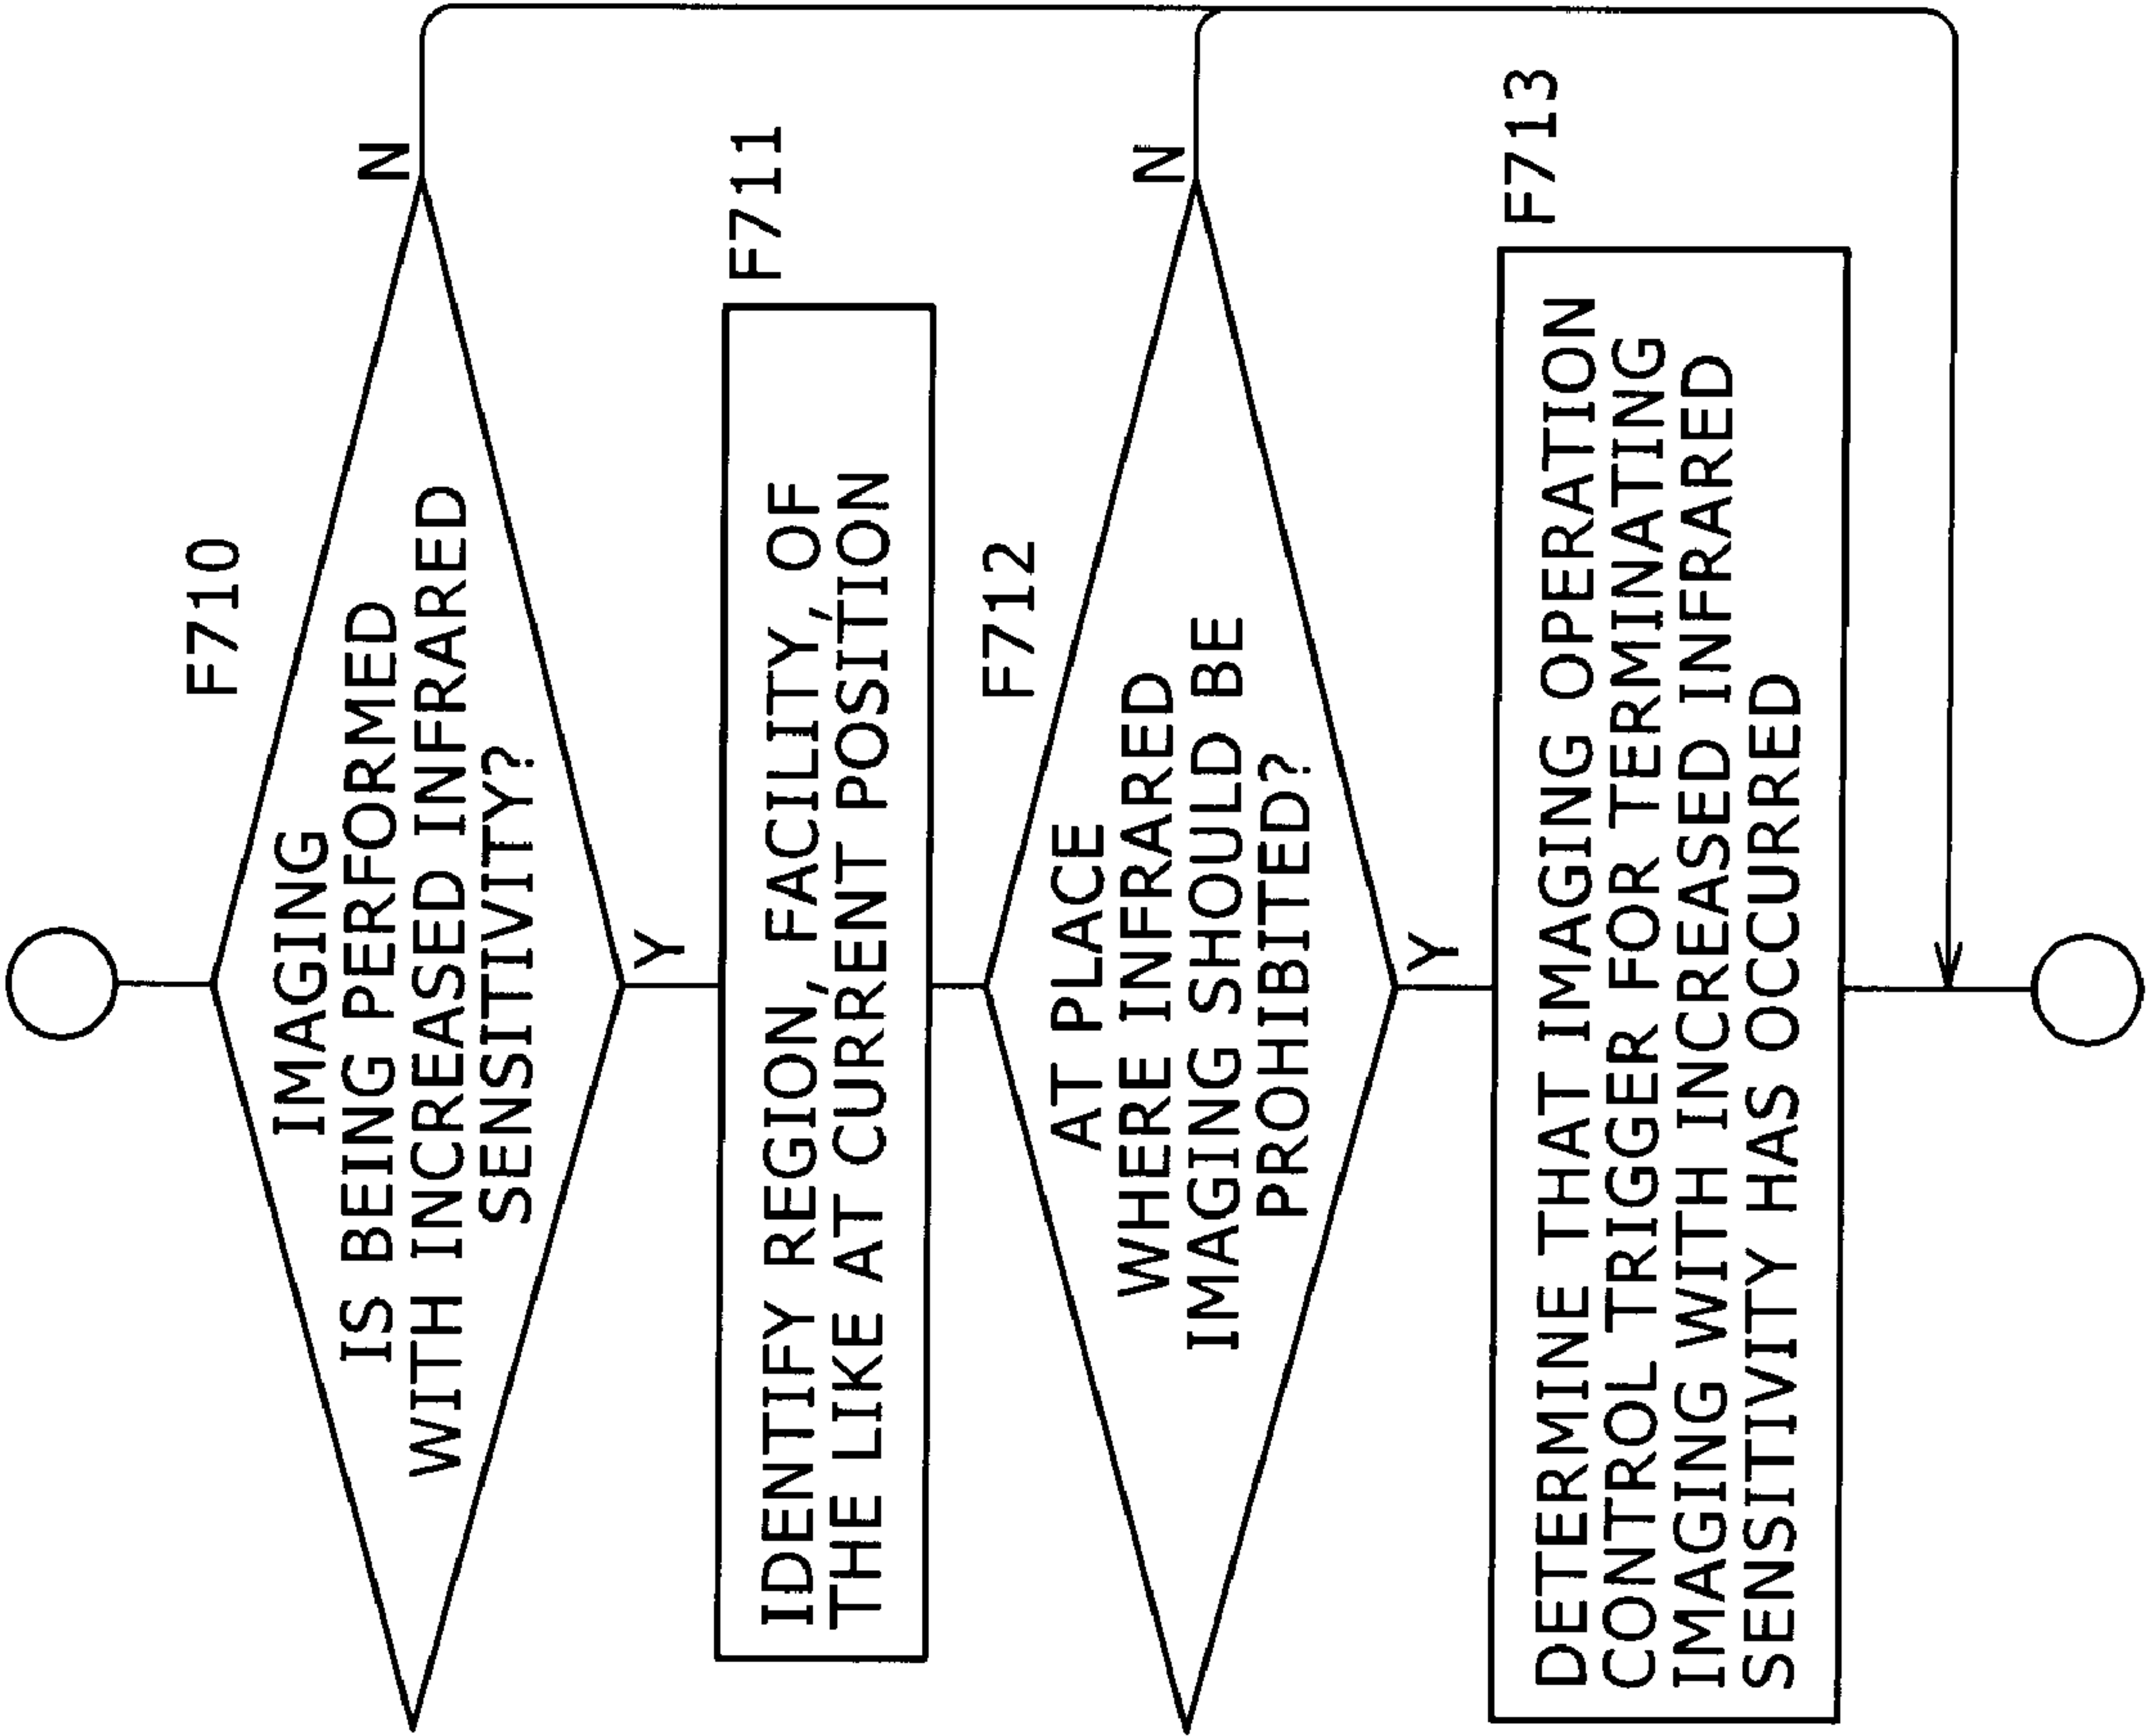 F710
IMAGING
IS BEING PERFORMED
WITH INCREASED INFRARED
SENSITIVITY?
N
Y
F711
IDENTIFY REGION, FACILITY, OF
THE LIKE AT CURRENT POSITION
F712
AT PLACE
WHERE INFRARED
IMAGING SHOULD BE
PROHIBITED?
N
Y
F713
DETERMINE THAT IMAGING OPERATION
CONTROL TRIGGER FOR TERMINATING
IMAGING WITH INCREASED INFRARED
SENSITIVITY HAS OCCURRED